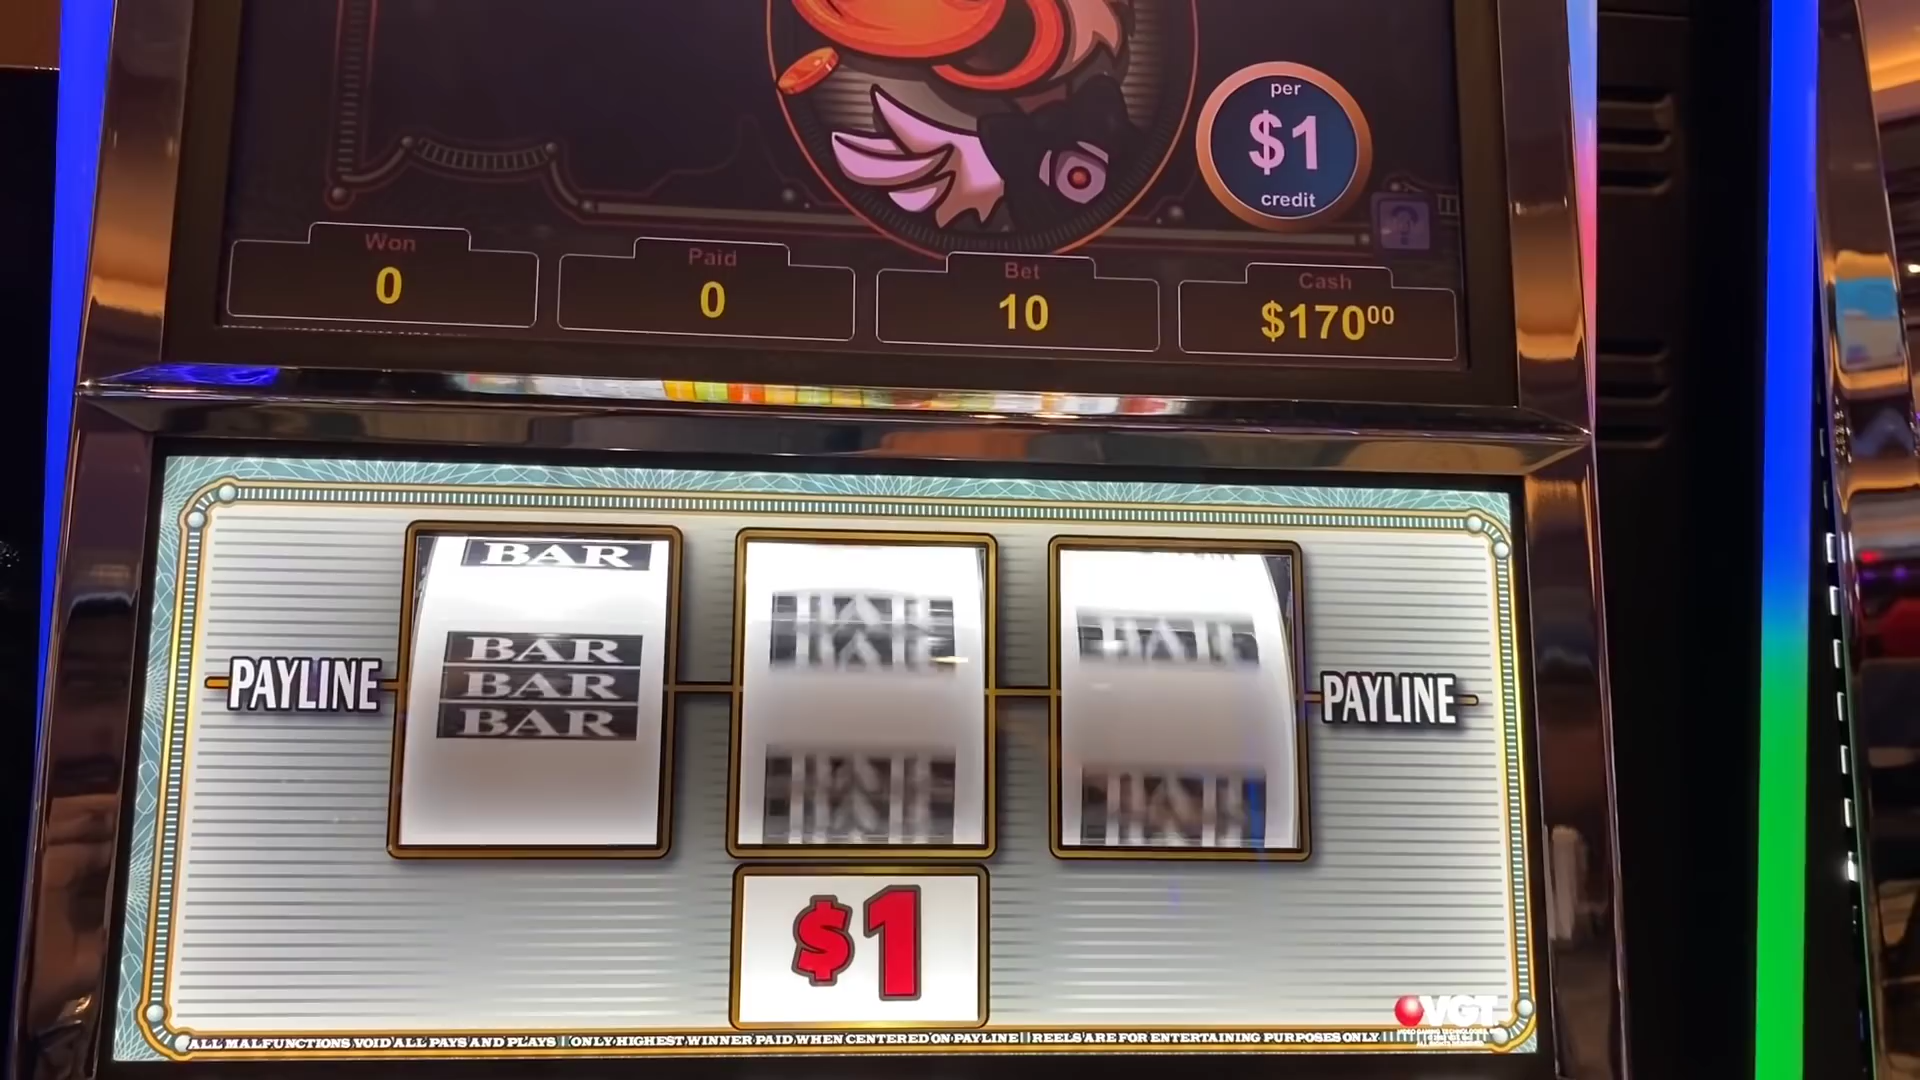 per
$1
credit
Won
0
Paid
0
Bet
10
Cash
$170⁰⁰
BAR
BAR
BAR
BAR
BAR
PAYLINE
PAYLINE
$1
VGT
ALL MALFUNCTIONS VOID ALL PAYS AND PLAYS | ONLY HIGHEST WINNER PAID WHEN CENTERED ON PAYLINE | REELS ARE FOR ENTERTAINING PURPOSES ONLY